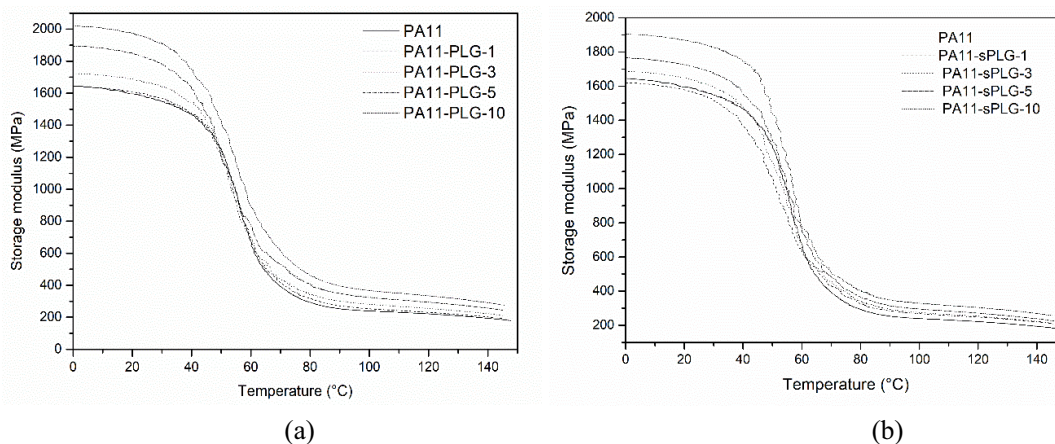 2000
1800
1600
1400
1200
1000
800
600
400
200
0
Storage modulus (MPa)
PA11
PA11-PLG-1
PA11-PLG-3
PA11-PLG-5
PA11-PLG-10
0 20 40 60 80 100 120 140
Temperature (°C)
(a)
2000
1800
1600
1400
1200
1000
800
600
400
200
Storage modulus (MPa)
PA11
PA11-sPLG-1
PA11-sPLG-3
PA11-sPLG-5
PA11-sPLG-10
0 20 40 60 80 100 120 140
Temperature (°C)
(b)